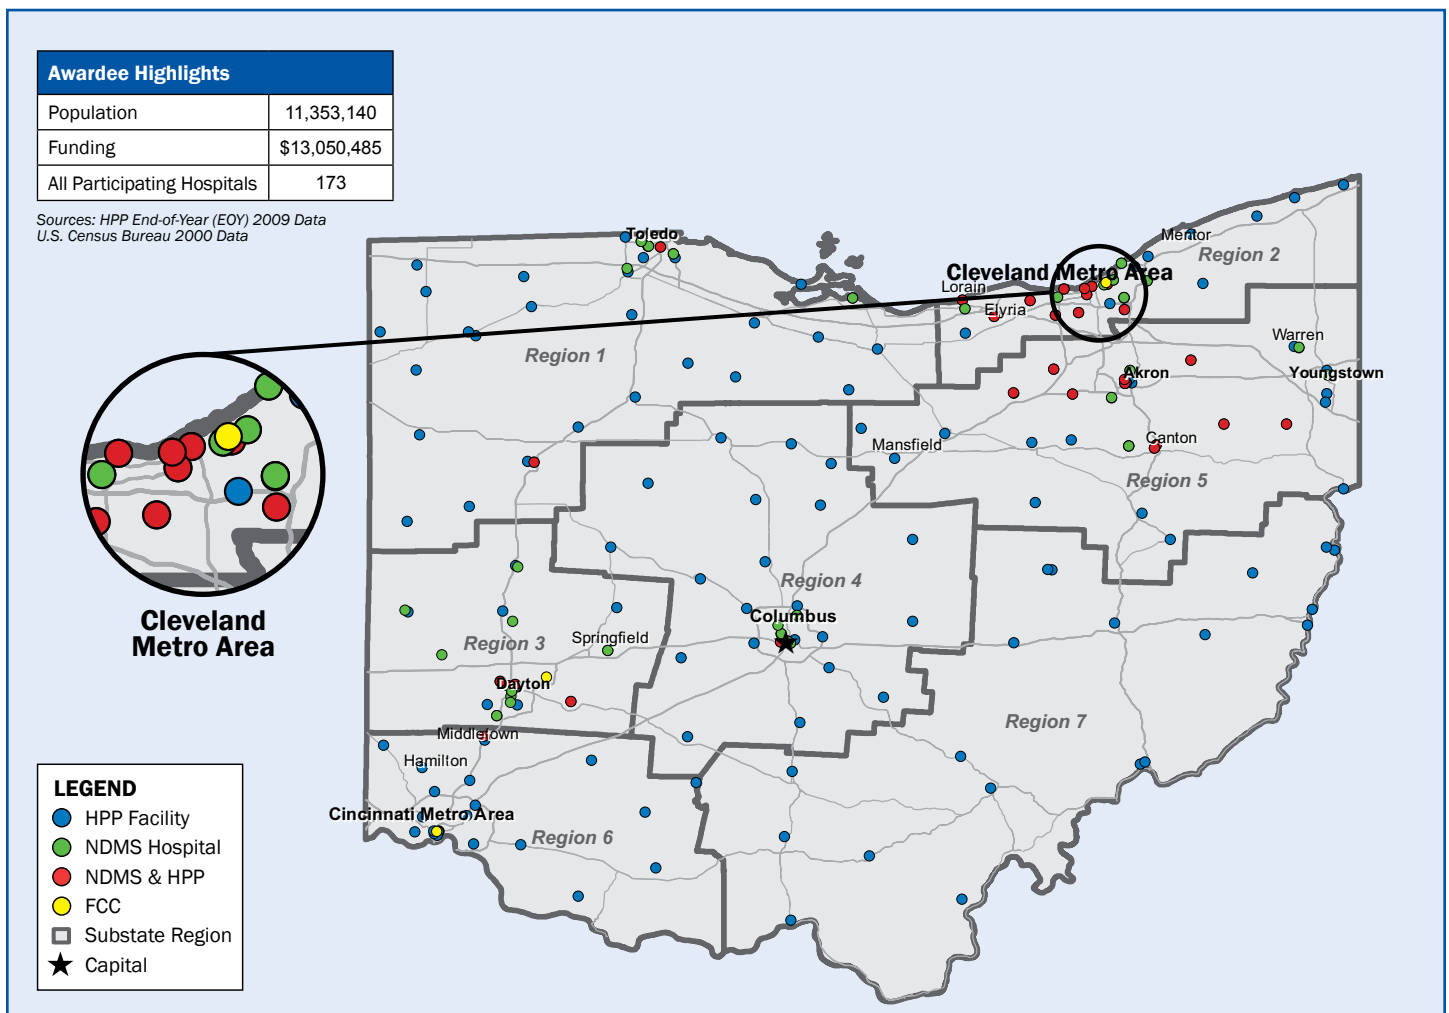 Awardee Highlights
Population 11,353,140
Funding $13,050,485
All Participating Hospitals 173
Sources: HPP End-of-Year (EOY) 2009 Data
U.S. Census Bureau 2000 Data
Toledo
Mentor
Region 2
Cleveland Metro Area
Lorain
Elyria
Warren
Region 1
Akron
Youngstown
Mansfield
Canton
Region 5
Region 4
Cleveland
Metro Area
Columbus
Region 3
Springfield
Dayton
Region 7
Middletown
Hamilton
Cincinnati Metro Area
Region 6
LEGEND
HPP Facility
NDMS Hospital
NDMS & HPP
FCC
Substate Region
Capital